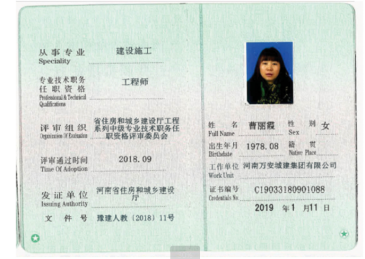 从事专业 建设施工
Speciality
专业技术职务
任职资格 工程师
Professional & Technical
Qualifications
评审组织 省住房和城乡建设厅工程
系列中级专业技术职务任
职资格评审委员会
Organization Of Evaluation
评审通过时间 2018.09
Time Of Adoption
发证单位 河南省住房和城乡建设
厅
Issuing Authority
文件号 豫建人教(2018)11号
姓名 曹丽霞 性别 女
Full Name Sex
出生年月 1978.08 籍贯
Birthdate Native Place
工作单位 河南万安城建集团有限公司
Work Unit
证书编号 C19033180901088
Credentials No
2019 年 1 月 11 日